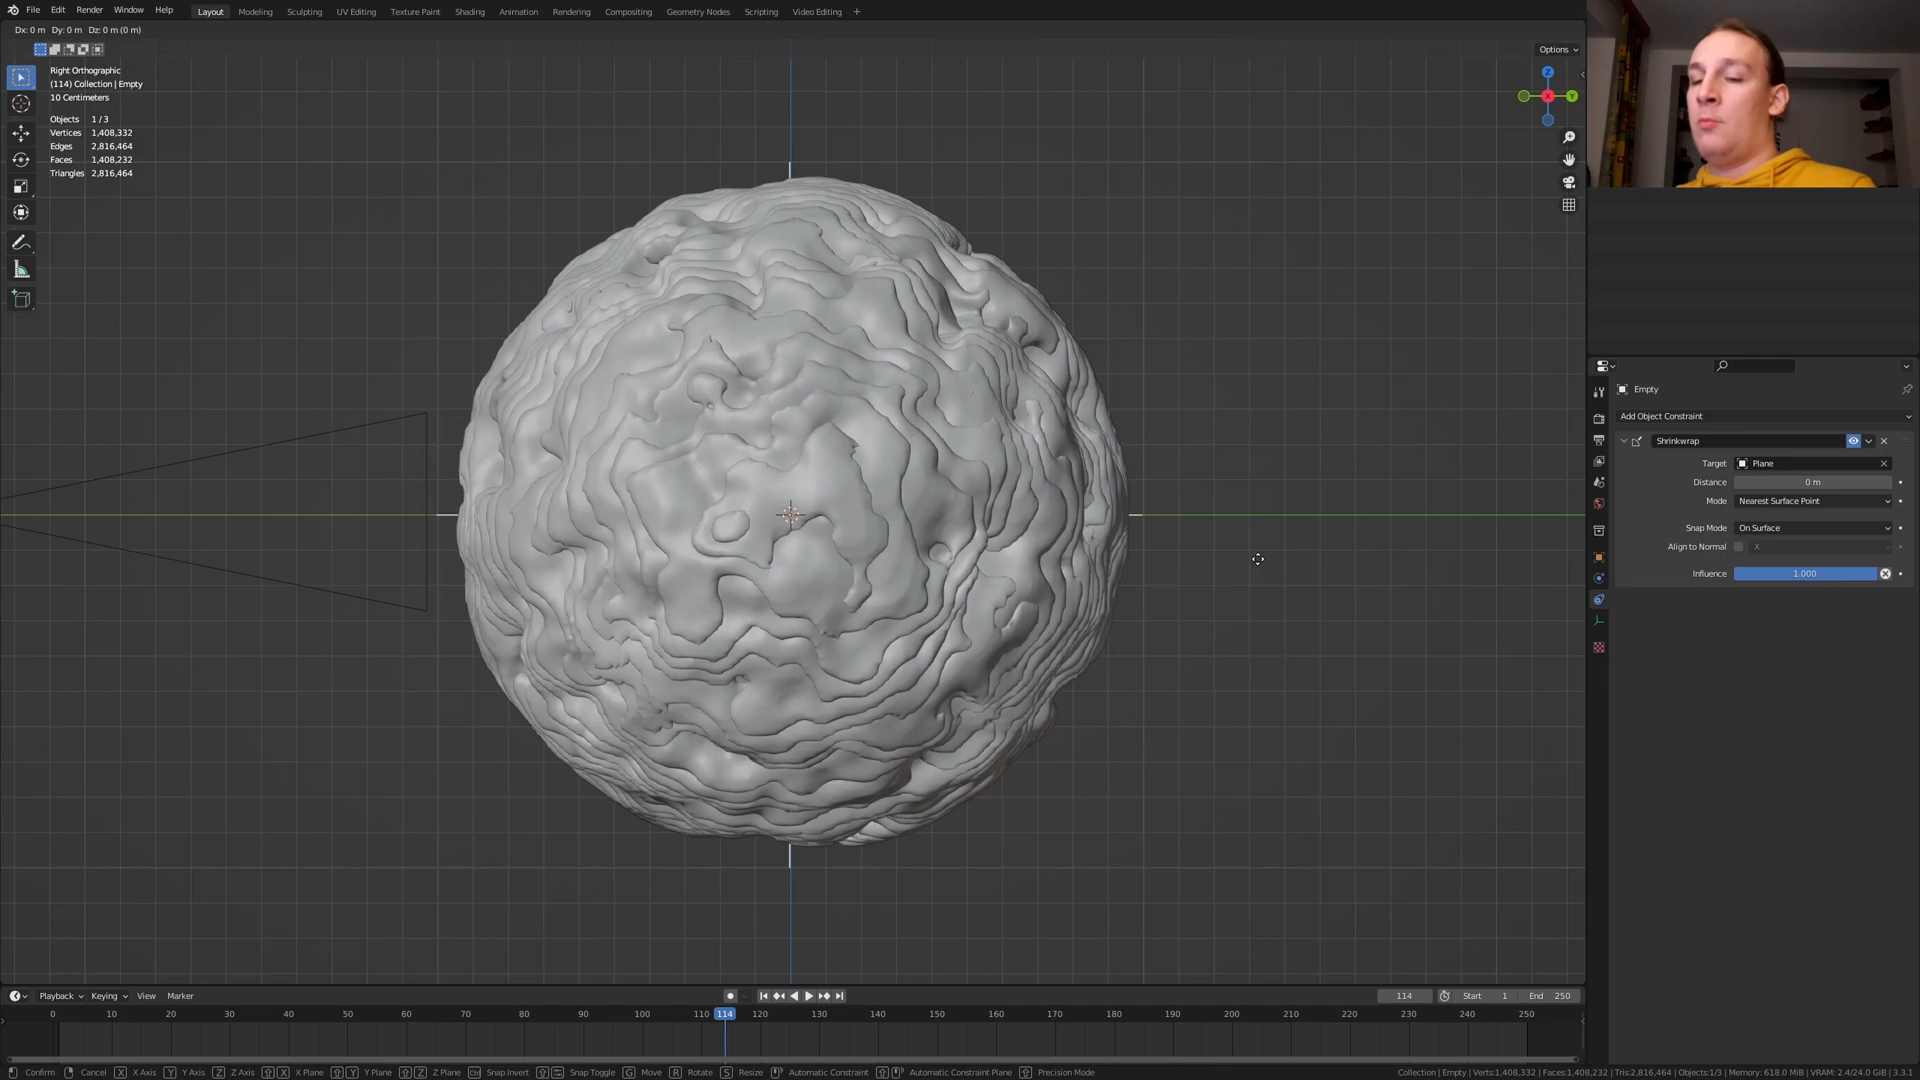 File Edit Render Window Help Layout Modeling Sculpting UV Editing Texture Paint Shading Animation Rendering Compositing Geometry Nodes Scripting Video Editing +
Dx: 0 m Dy: 0 m Dz: 0 m (0 m)
Options
Right Orthographic
(114) Collection | Empty
10 Centimeters
Objects 1 / 3
Vertices 1,408,332
Edges 2,816,464
Faces 1,408,232
Triangles 2,816,464
Z
X
Y
Empty
Add Object Constraint
Shrinkwrap
Target Plane
Distance 0 m
Mode Nearest Surface Point
Snap Mode On Surface
Align to Normal X
Influence 1.000
Playback Keying View Marker 114 Start 1 End 250
0 10 20 30 40 50 60 70 80 90 100 110 114 120 130 140 150 160 170 180 190 200 210 220 230 240 250
Confirm Cancel X X Axis Y Y Axis Z Z Axis X X Plane Y Y Plane Z Z Plane Snap Invert Snap Toggle G Move R Rotate S Resize Automatic Constraint Automatic Constraint Plane Precision Mode Collection | Empty | Verts:1,408,332 | Faces:1,408,232 | Tris:2,816,464 | Objects:1/3 | Memory: 618.0 MiB | VRAM: 2.4/24.0 GiB | 3.3.1